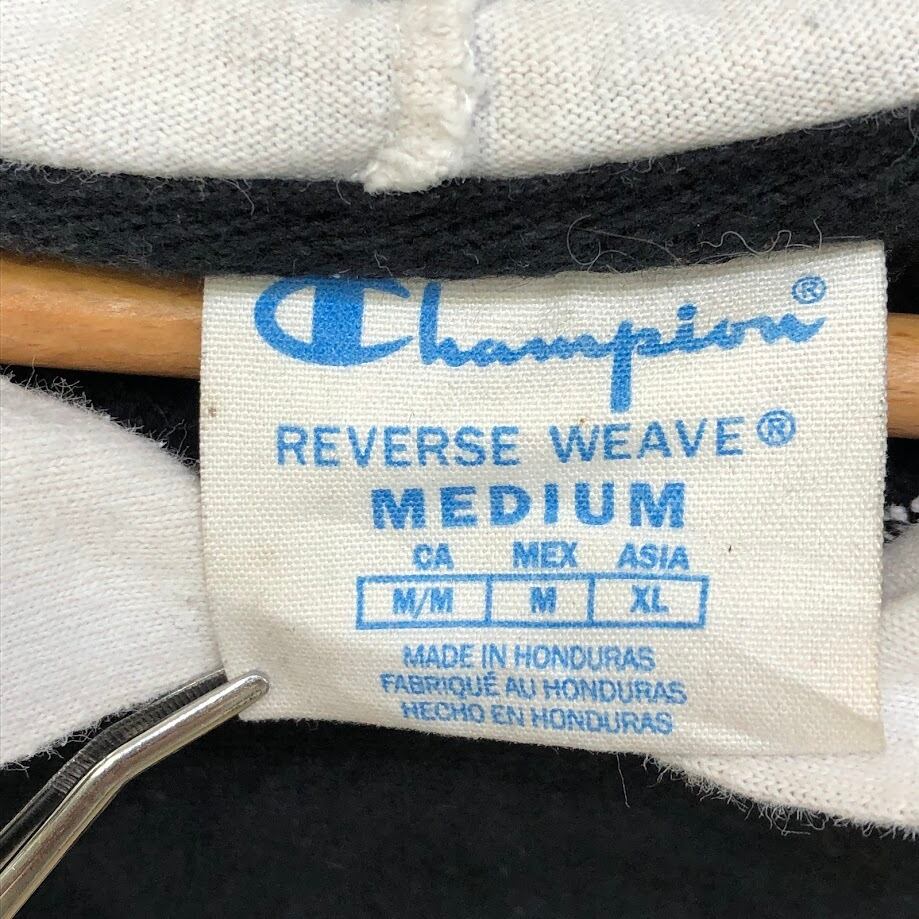 Champion®
REVERSE WEAVE®
MEDIUM
CA MEX ASIA
M/M M XL
MADE IN HONDURAS
FABRIQUÉ AU HONDURAS
HECHO EN HONDURAS